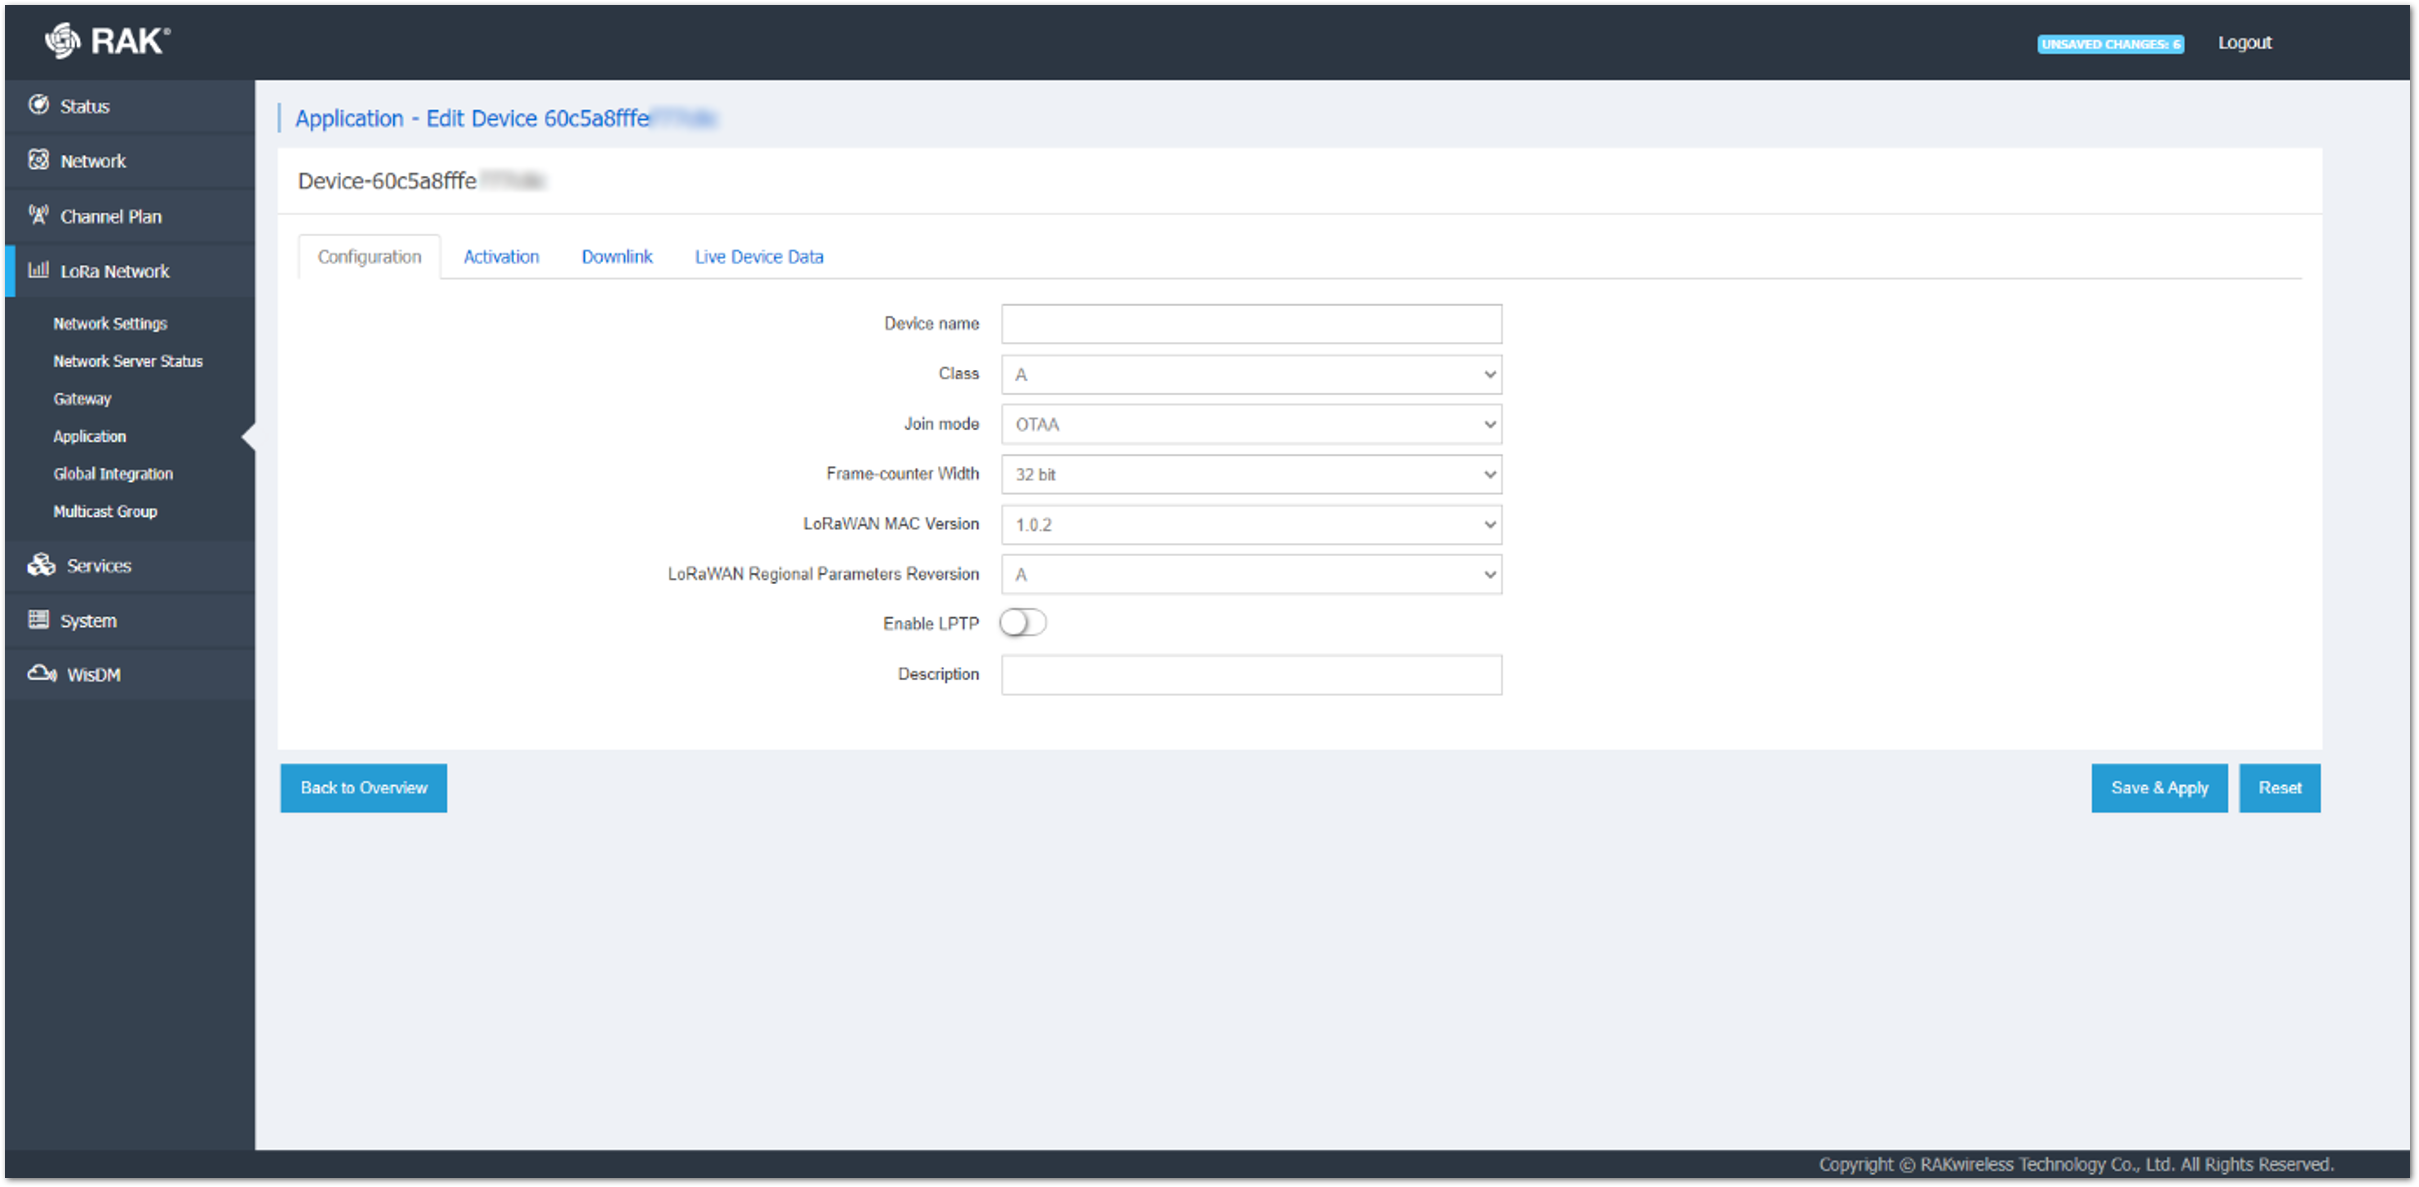 RAK®
UNSAVED CHANGES: 6
Logout
Status
Network
Channel Plan
LoRa Network
Network Settings
Network Server Status
Gateway
Application
Global Integration
Multicast Group
Services
System
WisDM
Application - Edit Device 60c5a8fffe
Device-60c5a8fffe
Configuration
Activation
Downlink
Live Device Data
Device name
Class
A
Join mode
OTAA
Frame-counter Width
32 bit
LoRaWAN MAC Version
1.0.2
LoRaWAN Regional Parameters Reversion
A
Enable LPTP
Description
Back to Overview
Save & Apply
Reset
Copyright © RAKwireless Technology Co., Ltd. All Rights Reserved.